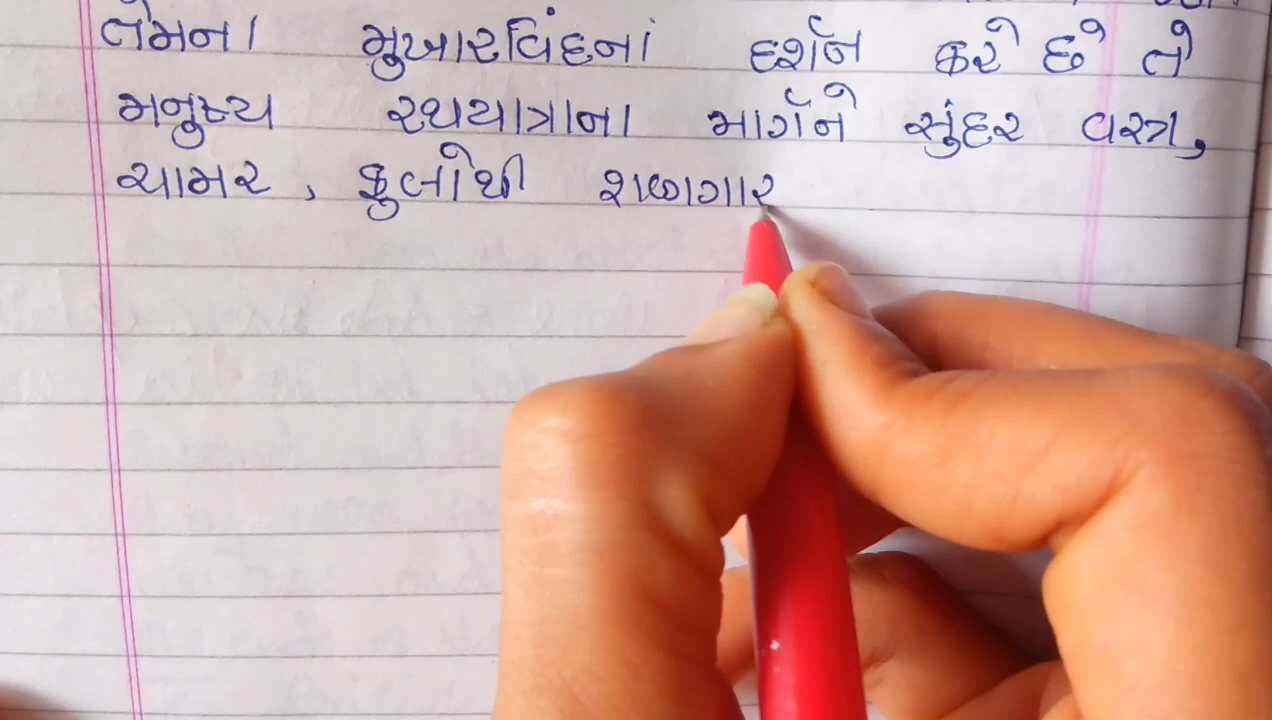 તેમના મુખારવિંદનાં દર્શન કરે છે તે
મનુષ્ય રથયાત્રાના માર્ગને સુંદર વસ્ત્ર,
ચામર, ફુલોથી શણગાર